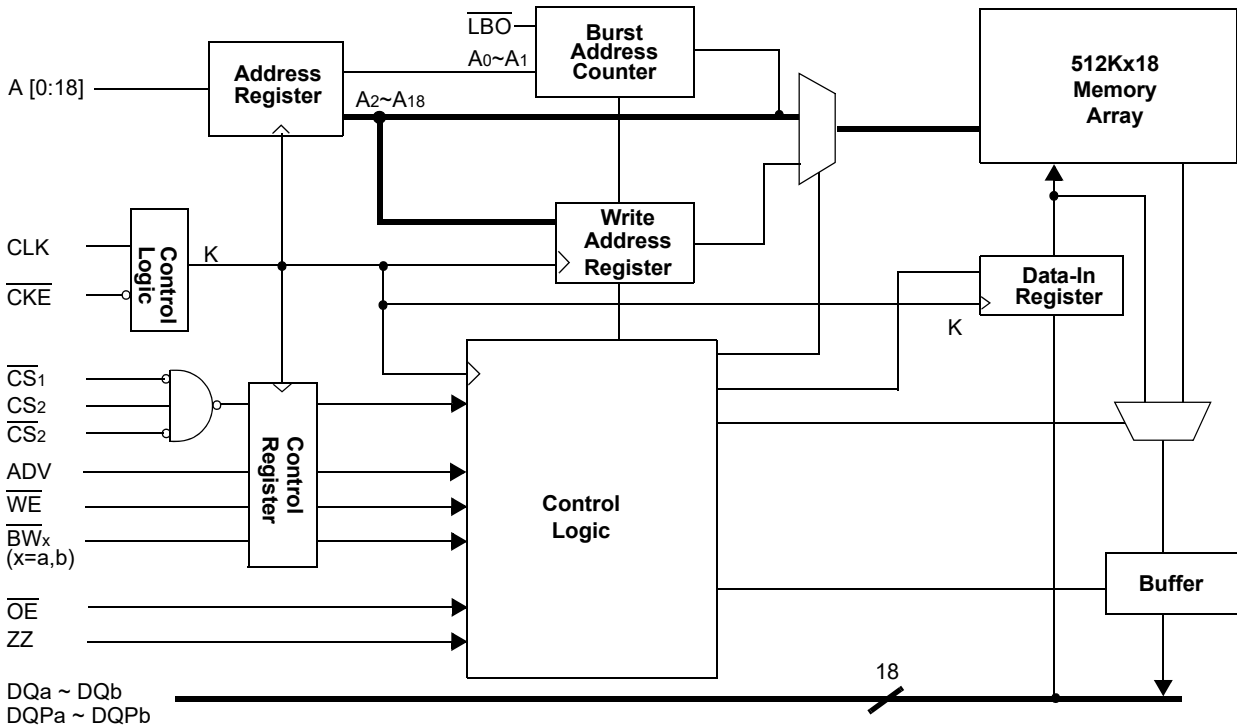 LBO
Burst
Address
Counter
512Kx18
Memory
Array
A [0:18]
Address
Register
A0~A1
A2~A18
Write
Address
Register
CLK
CKE
Control
Logic
K
Data-In
Register
K
CS1
CS2
CS2
ADV
WE
BWx
(x=a,b)
Control
Register
Control
Logic
OE
ZZ
Buffer
DQa ~ DQb
DQPa ~ DQPb
18